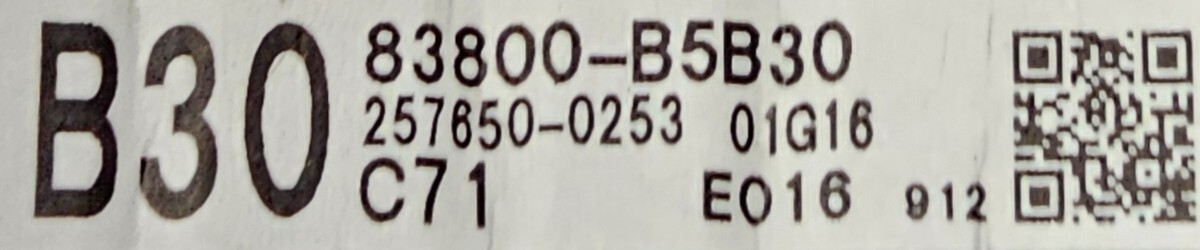 B30
83800-B5B30
257650-0253 01G16
C71 E016 912